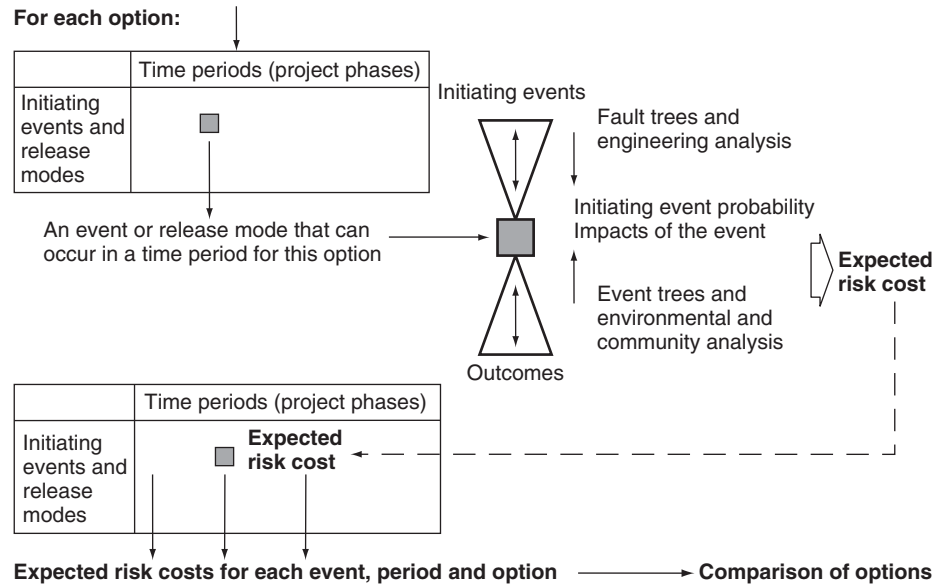 For each option:
Time periods (project phases)
Initiating
events and
release
modes
An event or release mode that can
occur in a time period for this option
Initiating events
Outcomes
Fault trees and
engineering analysis
Initiating event probability
Impacts of the event
Event trees and
environmental and
community analysis
Expected
risk cost
Time periods (project phases)
Initiating
events and
release
modes
Expected
risk cost
Expected risk costs for each event, period and option
Comparison of options